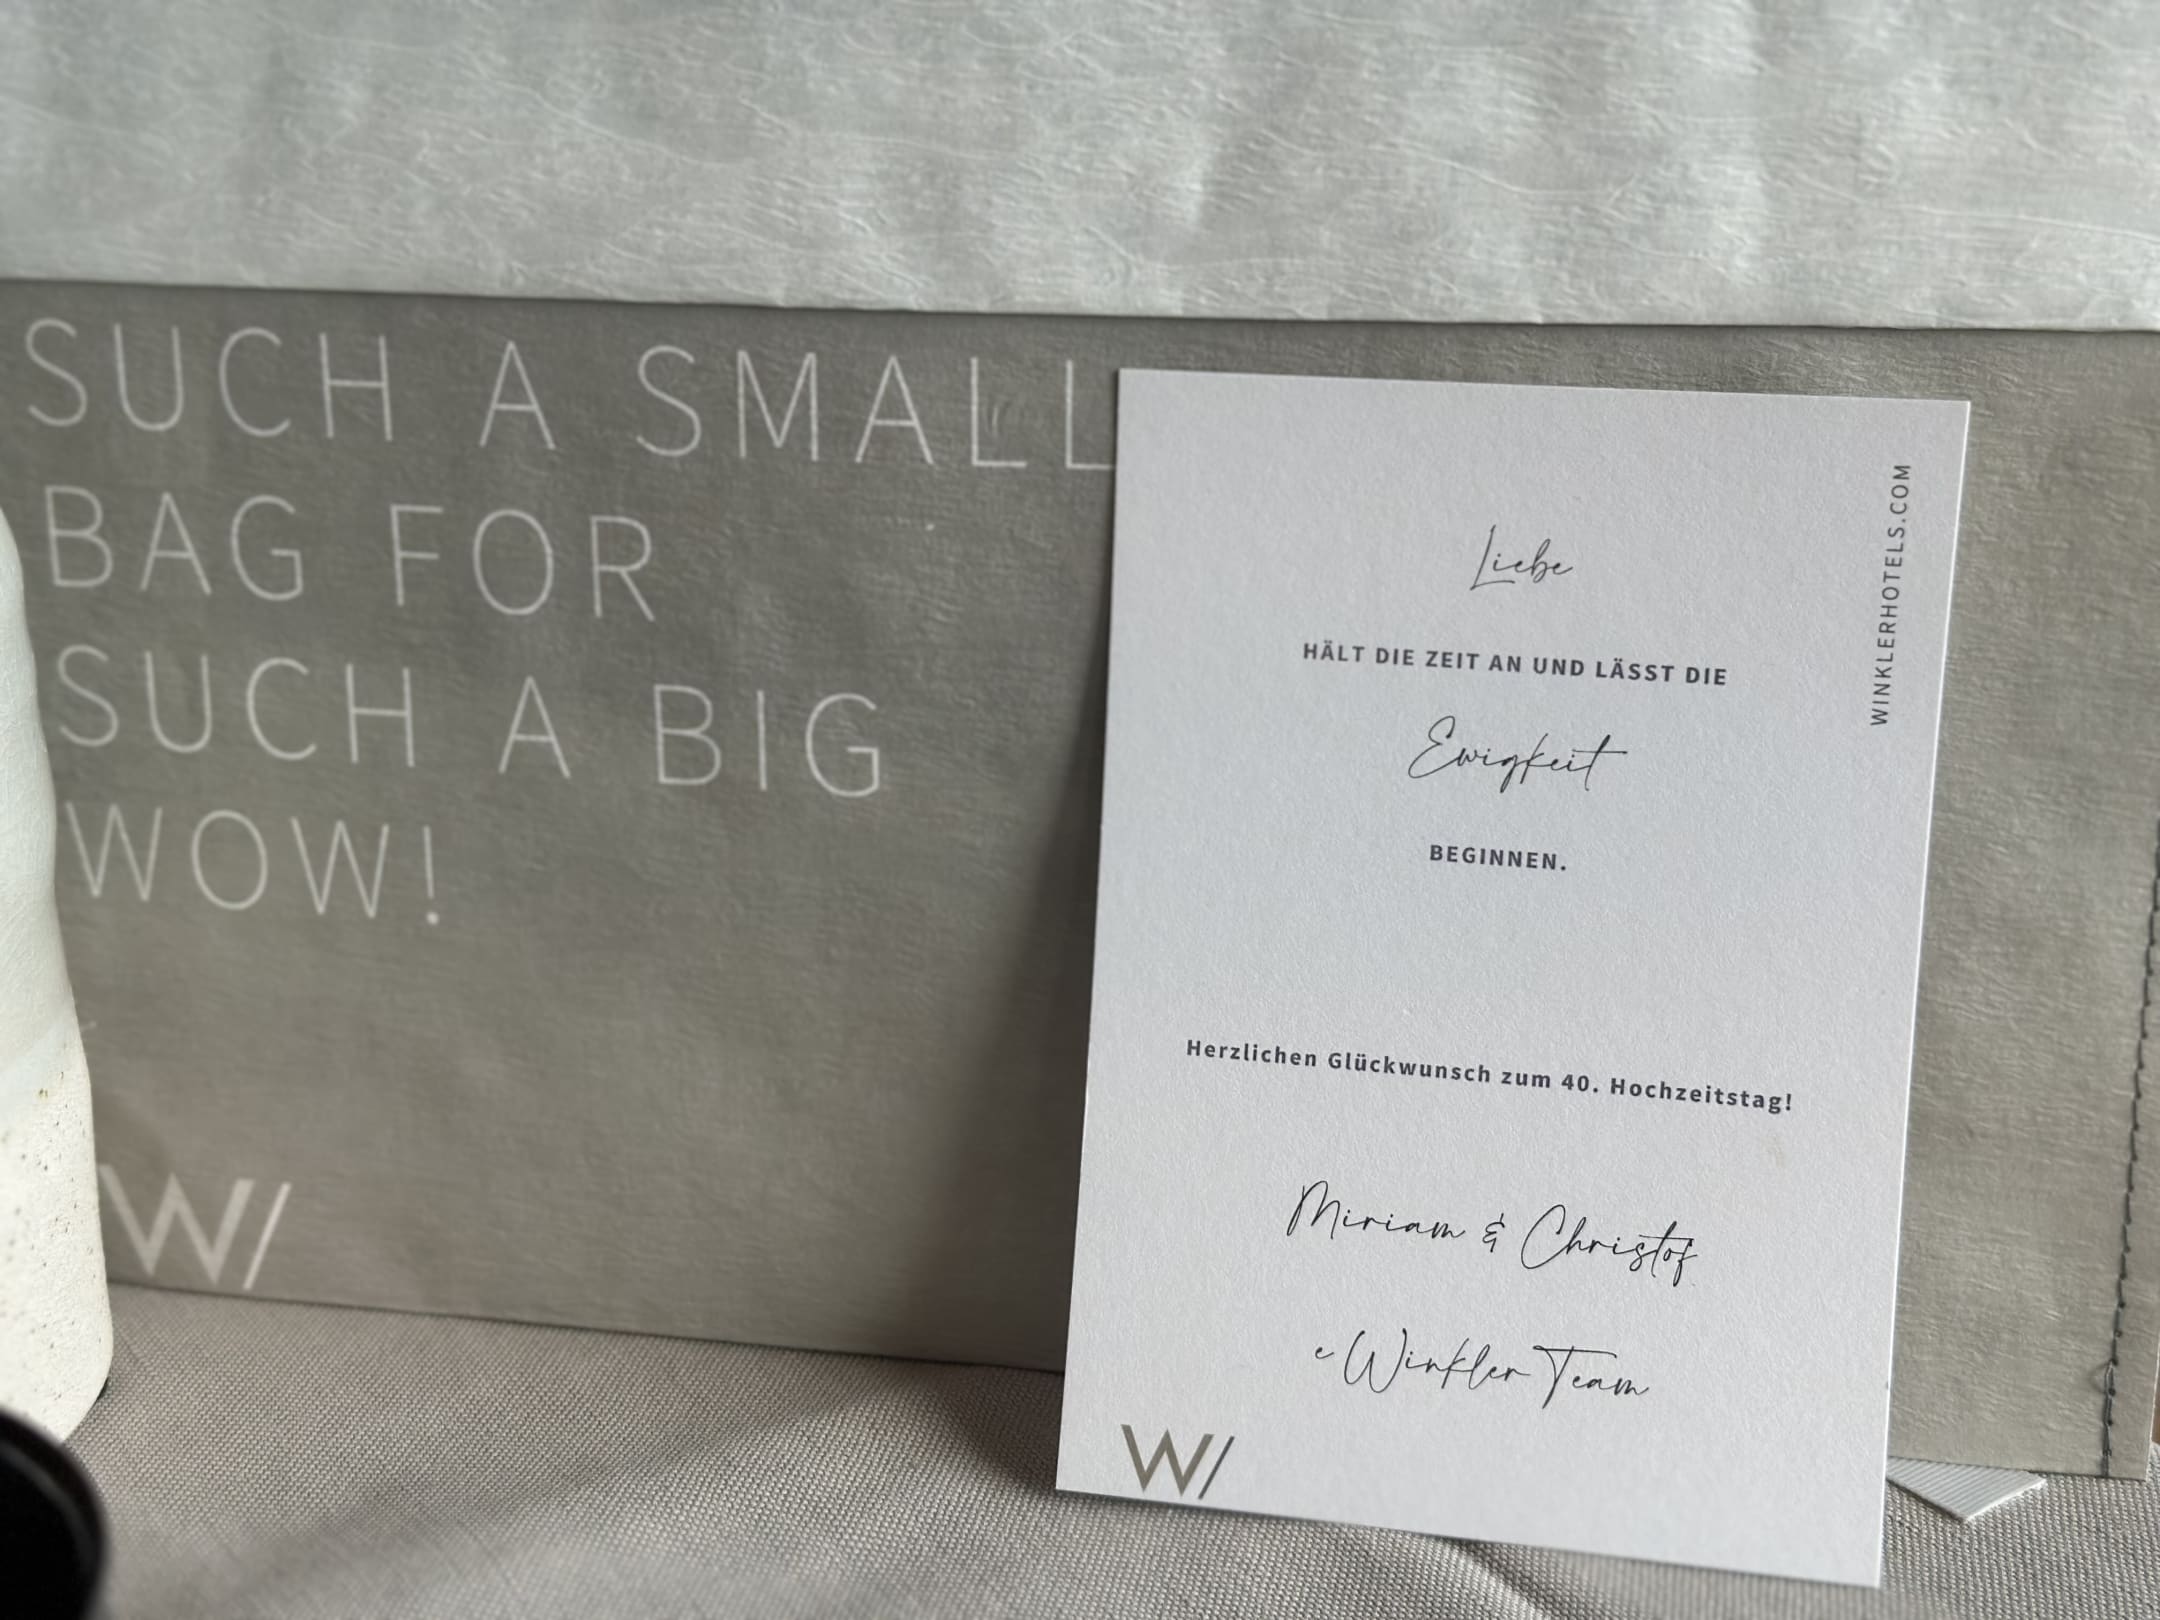 SUCH A SMALL
BAG FOR
SUCH A BIG
WOW!
W/
WINKLERHOTELS.COM
Liebe
HÄLT DIE ZEIT AN UND LÄSST DIE
Ewigkeit
BEGINNEN.
Herzlichen Glückwunsch zum 40. Hochzeitstag!
Miriam & Christof
e Winkler Team
W/